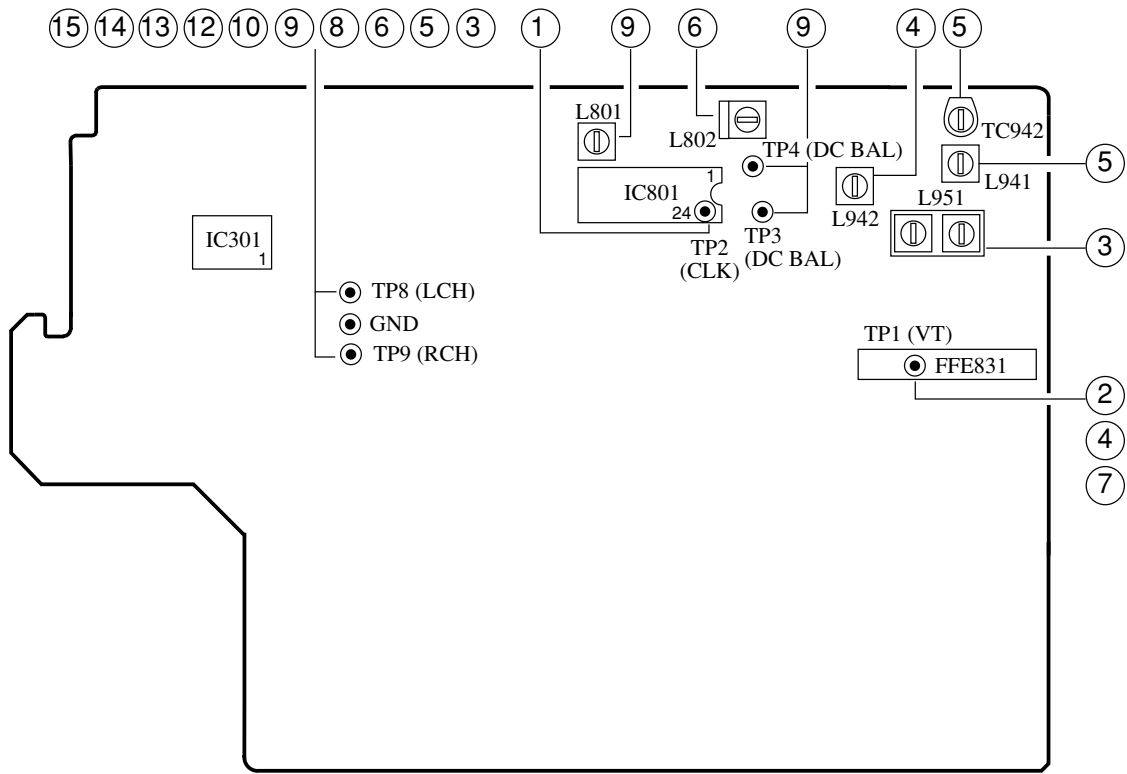 15 14 13 12 10 9 8 6 5 3 1 9 6 9 4 5
L801
L802
TC942
TP4 (DC BAL)
5
L941
1
IC801
24
L942
L951
TP2
(CLK)
TP3
(DC BAL)
3
IC301
1
TP8 (LCH)
GND
TP9 (RCH)
TP1 (VT)
FFE831
2
4
7